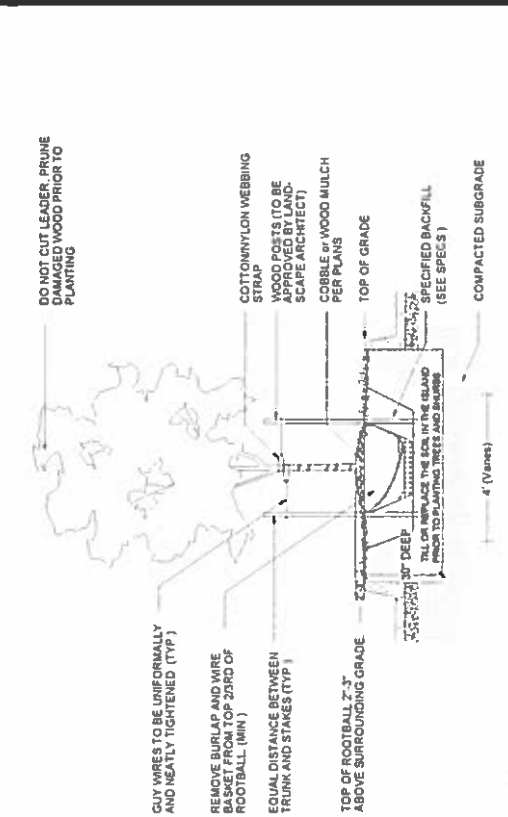 DO NOT CUT LEADER. PRUNE
DAMAGED WOOD PRIOR TO
PLANTING
GUY WIRES TO BE UNIFORMALLY
AND NEATLY TIGHTENED (TYP)
REMOVE BURLAP AND WIRE
BASKET FROM TOP 2/3RD OF
ROOTBALL (MIN)
EQUAL DISTANCE BETWEEN
TRUNK AND STAKES (TYP)
TOP OF ROOTBALL 2"-3"
ABOVE SURROUNDING GRADE
COTTON/NYLON WEBBING
STRAP
WOOD POSTS (TO BE
APPROVED BY LAND-
SCAPE ARCHITECT)
COBBLE or WOOD MULCH
PER PLANS
TOP OF GRADE
SPECIFIED BACKFILL
(SEE SPECS)
COMPACTED SUBGRADE
30" DEEP
TILL OR REPLACE THE SOIL IN THE ISLAND
PRIOR TO PLANTING TREES AND SHURBS
4' (Varies)